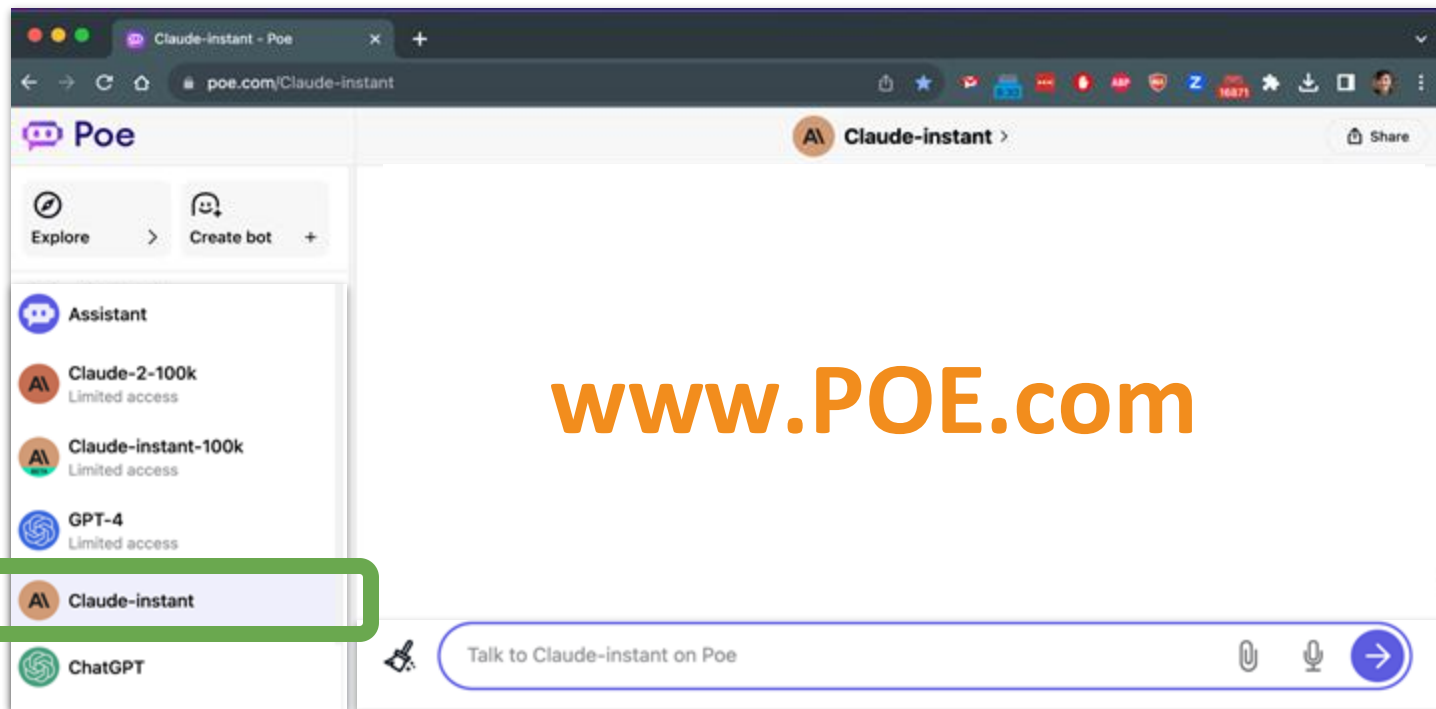 Claude-instant - Poe
poe.com/Claude-instant
16871
Poe
Claude-instant
Share
Explore
Create bot
Assistant
Claude-2-100k
Limited access
Claude-instant-100k
Limited access
GPT-4
Limited access
Claude-instant
ChatGPT
www.POE.com
Talk to Claude-instant on Poe